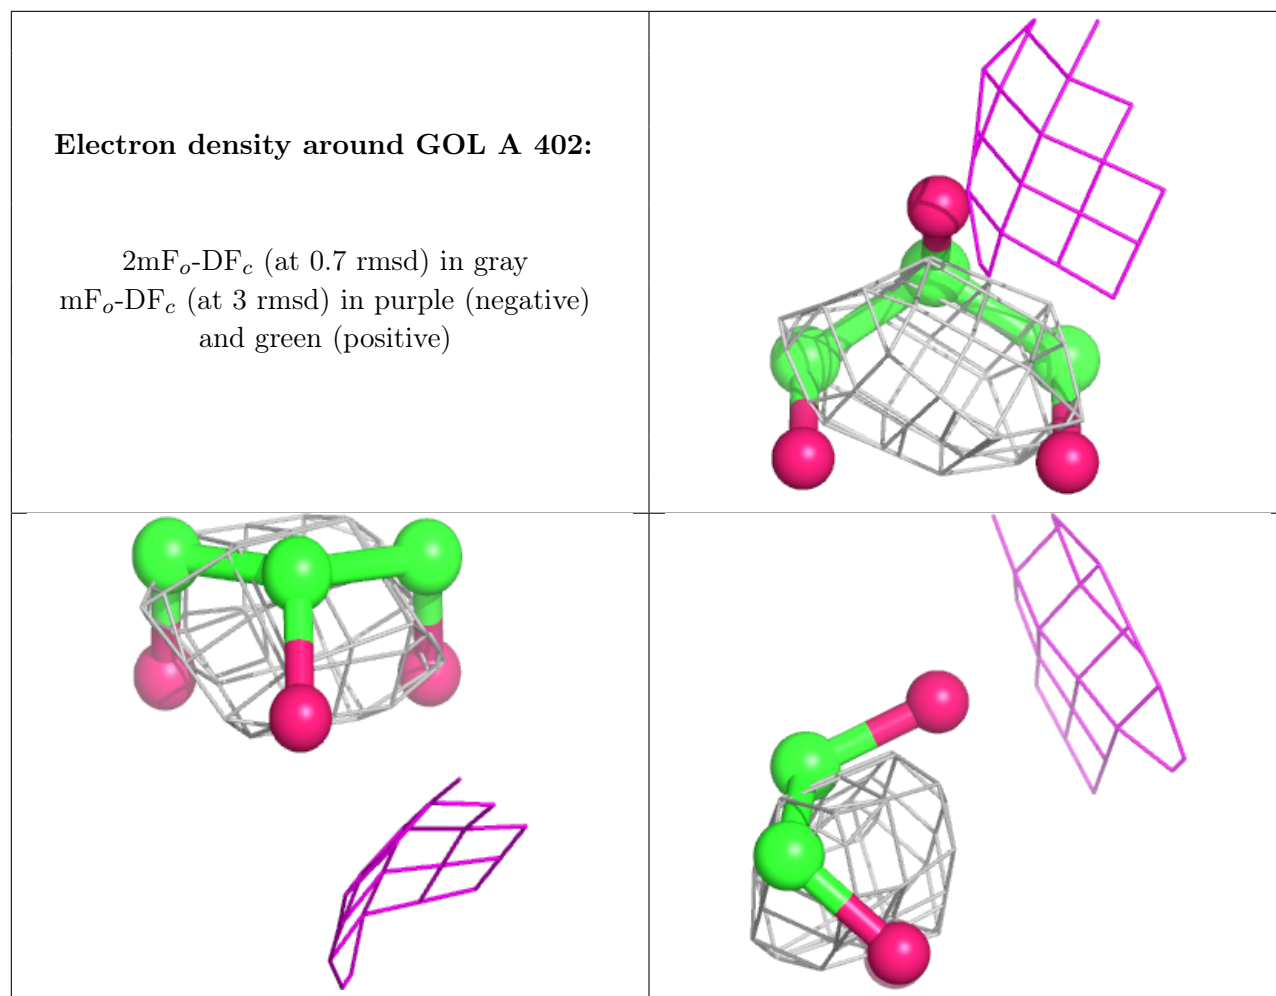 Electron density around GOL A 402:
2mFo-DFc (at 0.7 rmsd) in gray
mFo-DFc (at 3 rmsd) in purple (negative)
and green (positive)